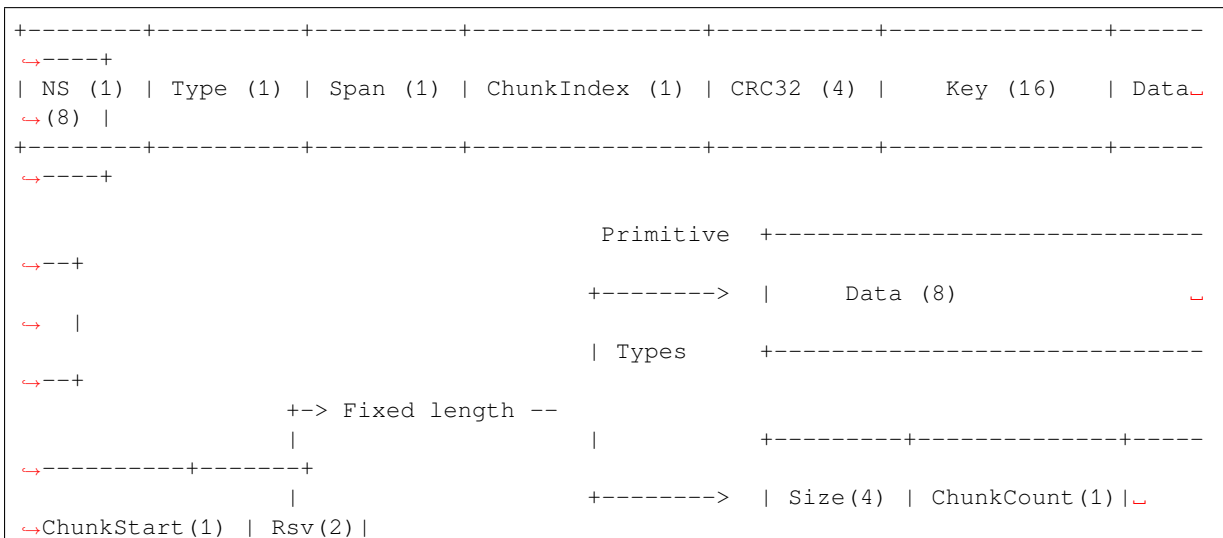 +--------+----------+----------+----------------+-----------+---------------+------
↪----+
| NS (1) | Type (1) | Span (1) | ChunkIndex (1) | CRC32 (4) |    Key (16)   | Data␣
↪(8) |
+--------+----------+----------+----------------+-----------+---------------+------
↪----+
                                         Primitive  +------------------------------
↪--+
                                        +-------->  |     Data (8)                ␣
↪  |
                                        | Types     +------------------------------
↪--+
                   +-> Fixed length --
                   |                    |           +---------+--------------+-----
↪----------+-------+
                   |                    +-------->  | Size(4) | ChunkCount(1)|␣
↪ChunkStart(1) | Rsv(2)|